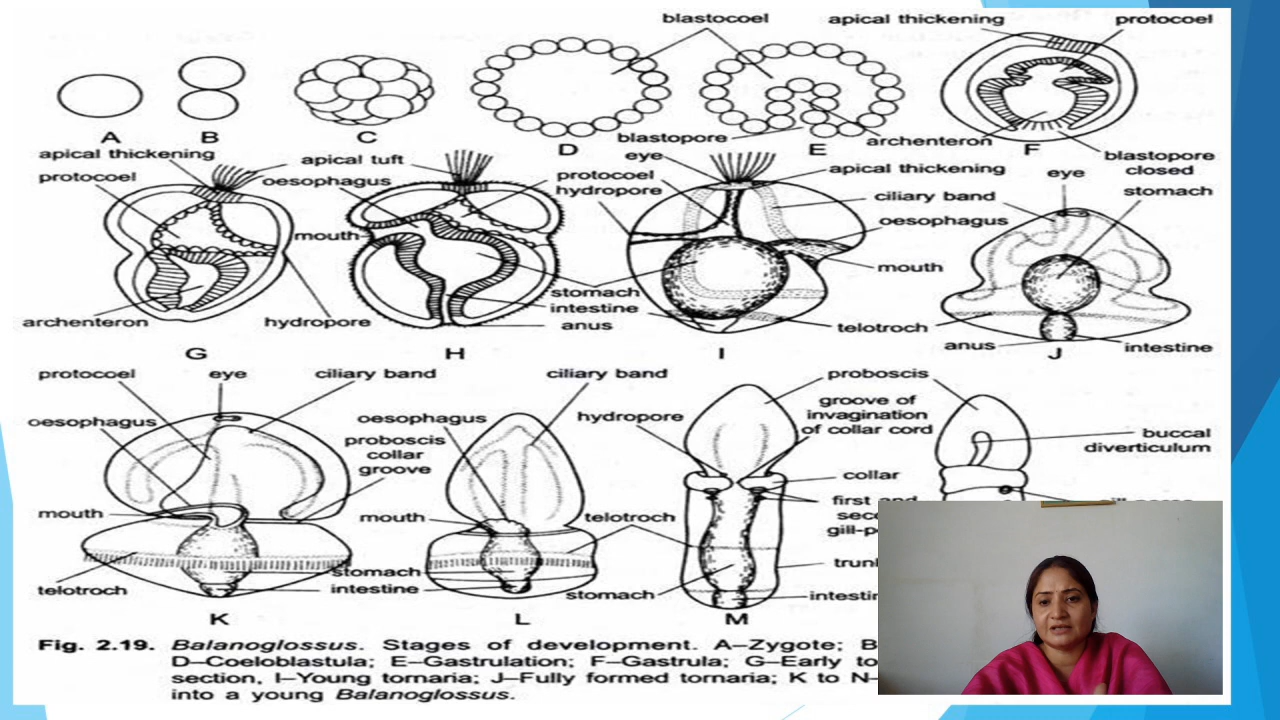 blastocoel
apical thickening
protocoel
A
B
C
D
blastopore
E
archenteron
F
blastopore
closed
apical thickening
protocoel
apical tuft
oesophagus
mouth
archenteron
hydropore
G
eye
protocoel
hydropore
stomach
intestine
anus
H
apical thickening
ciliary band
oesophagus
mouth
telotroch
I
eye
stomach
anus
J
intestine
protocoel
eye
ciliary band
oesophagus
proboscis
collar
groove
mouth
telotroch
K
ciliary band
oesophagus
mouth
telotroch
stomach
intestine
L
proboscis
hydropore
groove of
invagination
of collar cord
collar
first and
gill-p
trun
stomach
intestin
M
buccal
diverticulum
Fig. 2.19. Balanoglossus. Stages of development. A–Zygote; B
D–Coeloblastula; E–Gastrulation; F–Gastrula; G–Early to
section, I–Young tornaria; J–Fully formed tornaria; K to N–
into a young Balanoglossus.